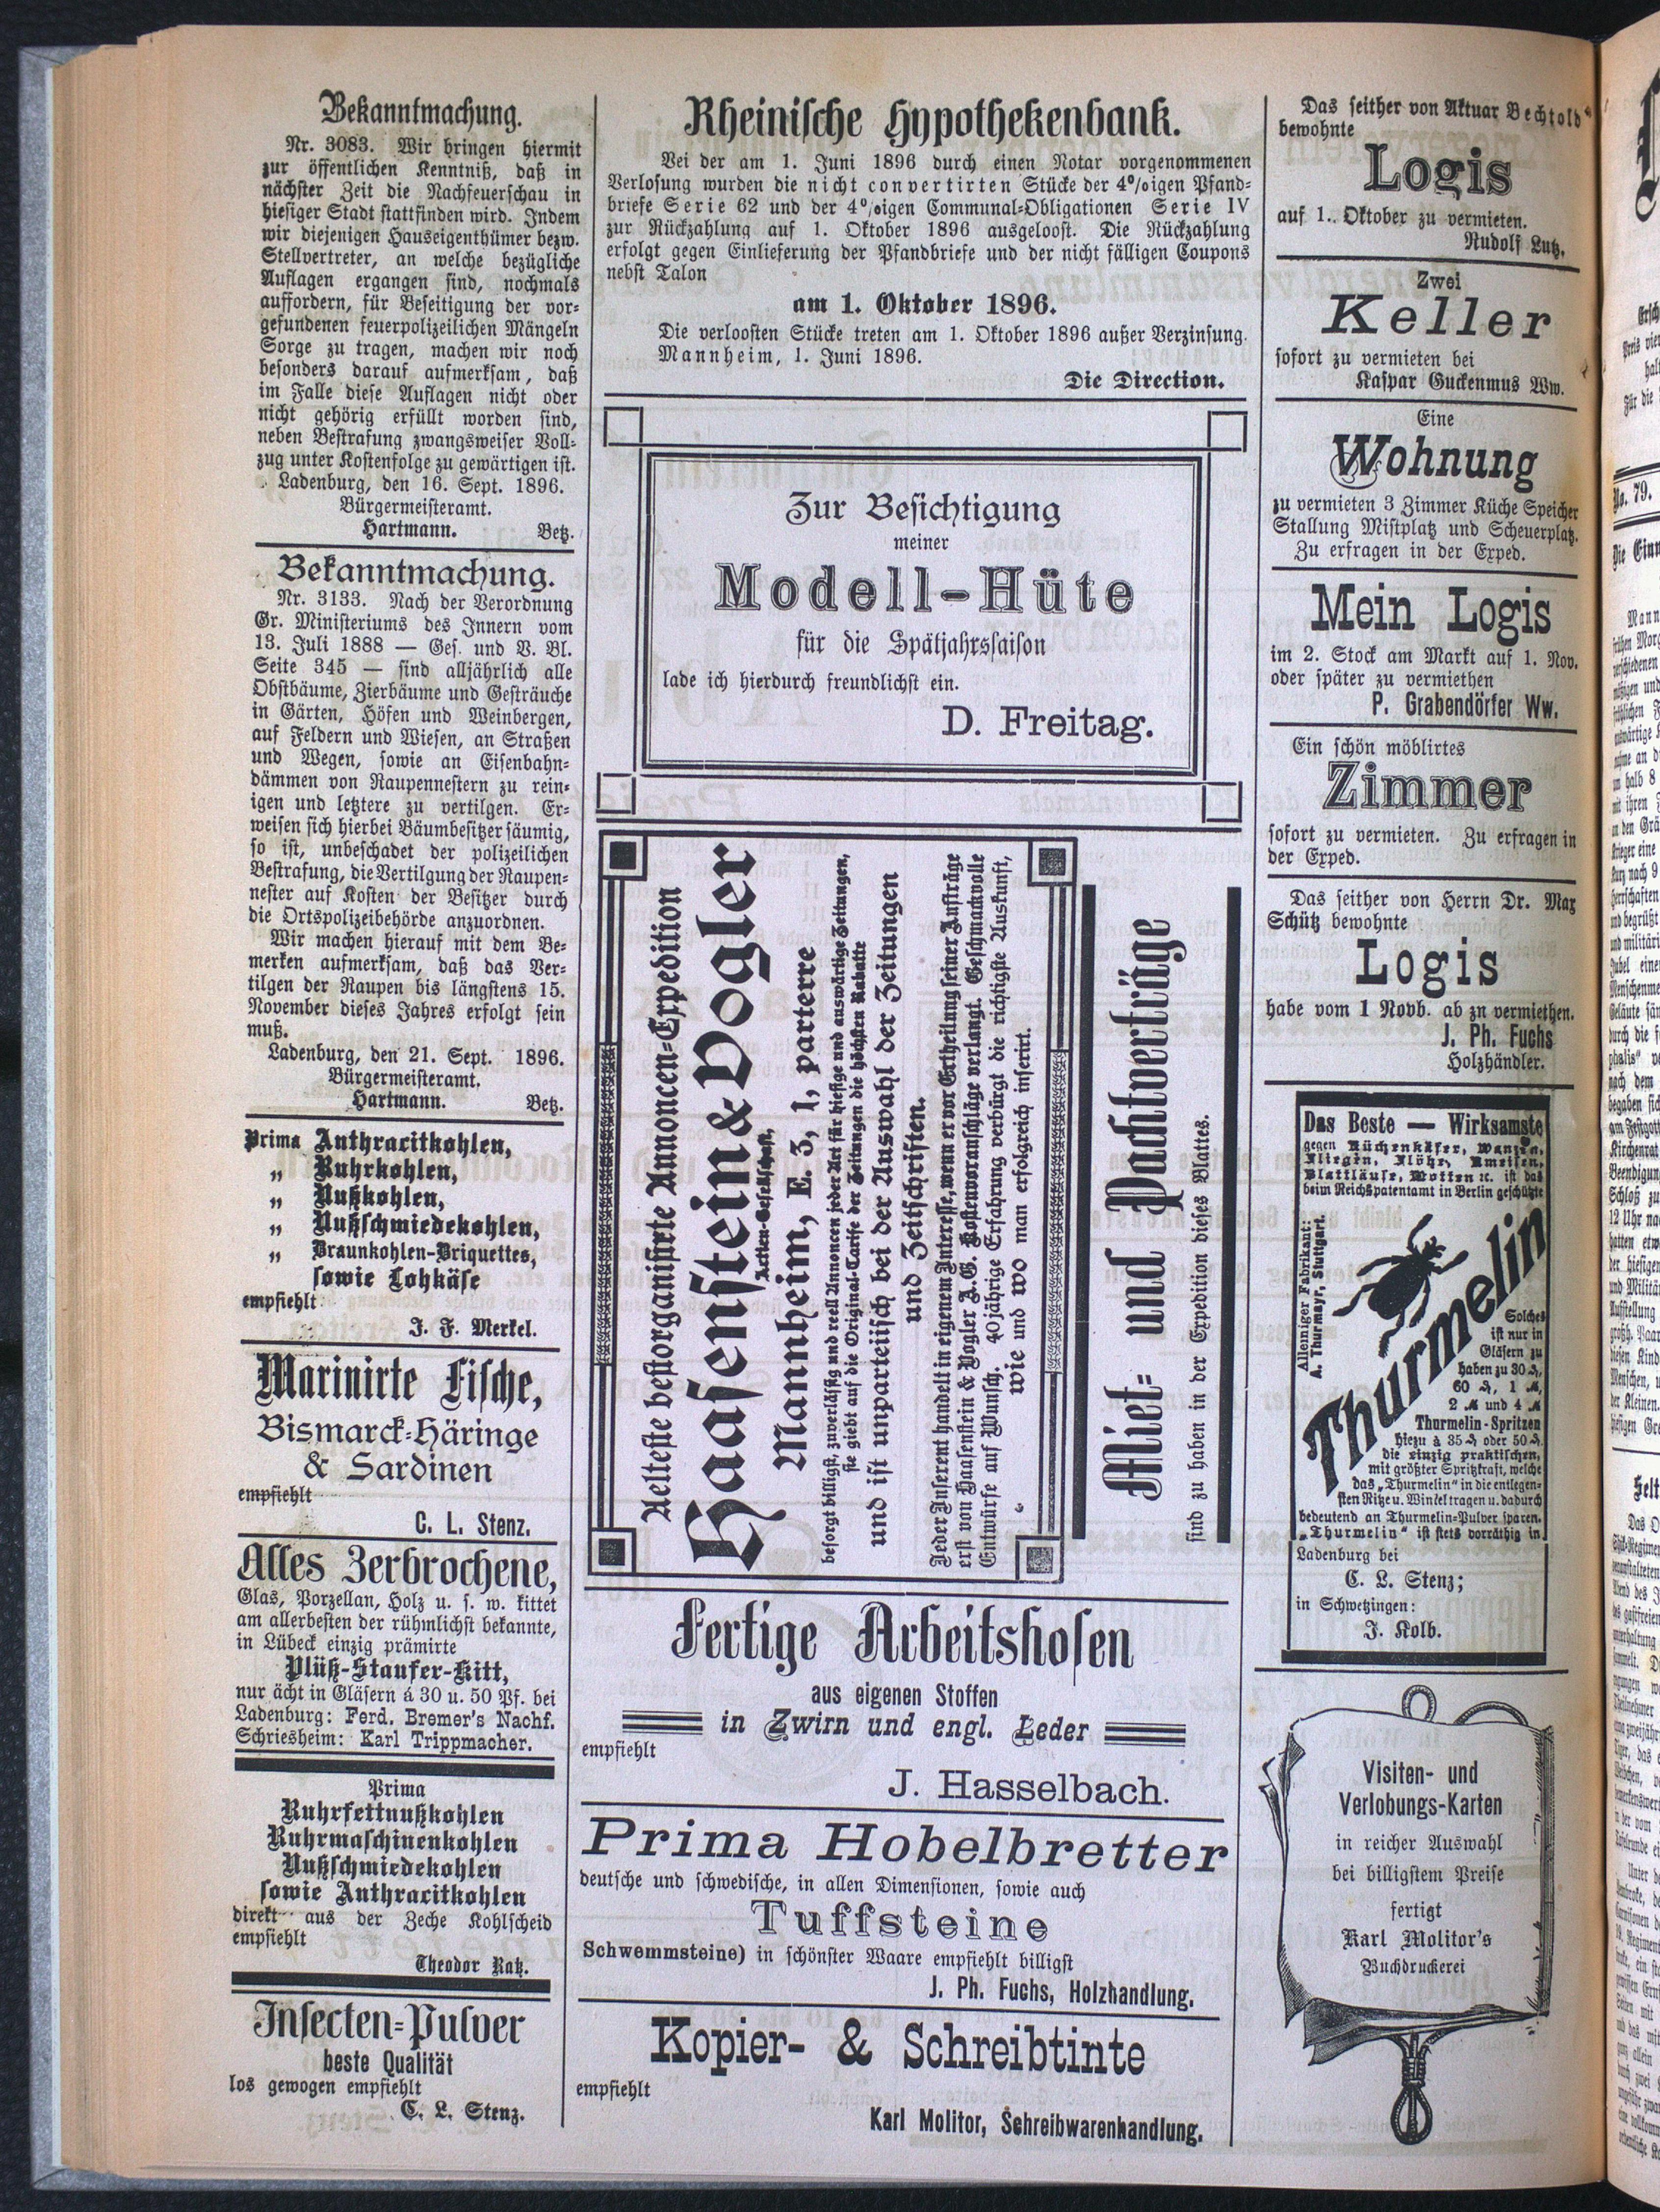 Bekanntmachung.
Nr. 3083. Wir bringen hiermit
zur öffentlichen Kenntniß, daß in
nächster Zeit die Nachfeuerschau in
hiesiger Stadt stattfinden wird. Indem
wir diejenigen Hauseigenthümer bezw.
Stellvertreter, an welche bezügliche
Auflagen ergangen sind, nochmals
auffordern, für Beseitigung der vor-
gefundenen feuerpolizeilichen Mängeln
Sorge zu tragen, machen wir noch
besonders darauf aufmerksam, daß
im Falle diese Auflagen nicht oder
nicht gehörig erfüllt worden sind,
neben Bestrafung zwangsweiser Voll-
zug unter Kostenfolge zu gewärtigen ist.
Ladenburg, den 16. Sept. 1896.
Bürgermeisteramt.
Hartmann. Betz.
Bekanntmachung.
Nr. 3133. Nach der Verordnung
Gr. Ministeriums des Innern vom
13. Juli 1888 — Ges. und V. Bl.
Seite 345 — sind alljährlich alle
Obstbäume, Zierbäume und Gesträuche
in Gärten, Höfen und Weinbergen,
auf Feldern und Wiesen, an Straßen
und Wegen, sowie an Eisenbahn-
dämmen von Raupennestern zu rein-
igen und letztere zu vertilgen. Er-
weisen sich hierbei Bäumbesitzer säumig,
so ist, unbeschadet der polizeilichen
Bestrafung, die Vertilgung der Raupen-
nester auf Kosten der Besitzer durch
die Ortspolizeibehörde anzuordnen.
Wir machen hierauf mit dem Be-
merken aufmerksam, daß das Ver-
tilgen der Raupen bis längstens 15.
November dieses Jahres erfolgt sein
muß.
Ladenburg, den 21. Sept. 1896.
Bürgermeisteramt.
Hartmann. Betz.
Prima Anthracitkohlen,
„ Ruhrkohlen,
„ Nußkohlen,
„ Nußschmiedekohlen,
„ Braunkohlen-Briquettes,
sowie Lohkäse
empfiehlt
J. F. Merkel.
Marinirte Fische,
Bismarck-Häringe
& Sardinen
empfiehlt
C. L. Stenz.
Alles Zerbrochene,
Glas, Porzellan, Holz u. s. w. kittet
am allerbesten der rühmlichst bekannte,
in Lübeck einzig prämirte
Plüß-Staufer-Kitt,
nur ächt in Gläsern á 30 u. 50 Pf. bei
Ladenburg: Ferd. Bremer's Nachf.
Schriesheim: Karl Trippmacher.
Prima
Ruhrfettnußkohlen
Ruhrmaschinenkohlen
Nußschmiedekohlen
sowie Anthracitkohlen
direkt aus der Zeche Kohlscheid
empfiehlt
Theodor Ratz.
Insecten-Pulver
beste Qualität
los gewogen empfiehlt
C. L. Stenz.
Rheinische Hypothekenbank.
Bei der am 1. Juni 1896 durch einen Notar vorgenommenen
Verlosung wurden die nicht convertirten Stücke der 4%igen Pfand-
briefe Serie 62 und der 4%igen Communal-Obligationen Serie IV
zur Rückzahlung auf 1. Oktober 1896 ausgeloost. Die Rückzahlung
erfolgt gegen Einlieferung der Pfandbriefe und der nicht fälligen Coupons
nebst Talon
am 1. Oktober 1896.
Die verloosten Stücke treten am 1. Oktober 1896 außer Verzinsung.
Mannheim, 1. Juni 1896.
Die Direction.
Zur Besichtigung
meiner
Modell-Hüte
für die Spätjahrssaison
lade ich hierdurch freundlichst ein.
D. Freitag.
Aelteste bestorganisirte Annoncen-Expedition
Haasenstein & Vogler
Actien-Gesellschaft,
Mannheim, E. 3, 1, parterre
besorgt billigst, zuverlässig und reell Annoncen jeder Art für hiesige und auswärtige Zeitungen,
sie giebt auf die Original-Tarife der Zeitungen die höchsten Rabatte
und ist unparteiisch bei der Auswahl der Zeitungen
und Zeitschriften.
Jeder Inserent handelt in eigenem Interesse, wenn er vor Ertheilung seiner Aufträge
erst von Haasenstein & Vogler A. G. Kostenvoranschläge verlangt. Geschmackvolle
Entwürfe auf Wunsch. 40jährige Erfahrung verbürgt die richtigste Auskunft,
wie und wo man erfolgreich inserirt.
Miet- und Pachtverträge
sind zu haben in der Expedition dieses Blattes.
Fertige Arbeitshosen
aus eigenen Stoffen
in Zwirn und engl. Leder
empfiehlt
J. Hasselbach.
Prima Hobelbretter
deutsche und schwedische, in allen Dimensionen, sowie auch
Tuffsteine
Schwemmsteine) in schönster Waare empfiehlt billigst
J. Ph. Fuchs, Holzhandlung.
Kopier- & Schreibtinte
empfiehlt
Karl Molitor, Schreibwarenhandlung.
Das seither von Aktuar Bechtold
bewohnte
Logis
auf 1. Oktober zu vermieten.
Rudolf Lutz.
Zwei
Keller
sofort zu vermieten bei
Kaspar Guckenmus Ww.
Eine
Wohnung
zu vermieten 3 Zimmer Küche Speicher
Stallung Mistplatz und Scheuerplatz.
Zu erfragen in der Exped.
Mein Logis
im 2. Stock am Markt auf 1. Nov.
oder später zu vermiethen
P. Grabendörfer Ww.
Ein schön möblirtes
Zimmer
sofort zu vermieten. Zu erfragen in
der Exped.
Das seither von Herrn Dr. Max
Schütz bewohnte
Logis
habe vom 1 Novb. ab zu vermiethen.
J. Ph. Fuchs
Holzhändler.
Das Beste — Wirksamste
gegen Küchenkäfer, Wanzen,
Fliegen, Flöhe, Ameisen,
Blattläuse, Motten ꝛc. ist das
beim Reichspatentamt in Berlin geschützte
Thurmelin
Alleiniger Fabrikant:
A. Thurmayr, Stuttgart.
Solches
ist nur in
Gläsern zu
haben zu 30 ₰,
60 ₰, 1 ℳ,
2 ℳ und 4 ℳ
Thurmelin-Spritzen
hiezu à 35 ₰ oder 50 ₰,
die einzig praktischen,
mit größter Spritzkraft, welche
das „Thurmelin" in die entlegen-
sten Ritze u. Winkel tragen u. dadurch
bedeutend an Thurmelin-Pulver sparen.
„Thurmelin" ist stets vorräthig in
Ladenburg bei
C. L. Stenz;
in Schwetzingen:
J. Kolb.
Visiten- und
Verlobungs-Karten
in reicher Auswahl
bei billigstem Preise
fertigt
Karl Molitor's
Buchdruckerei
No. 79.